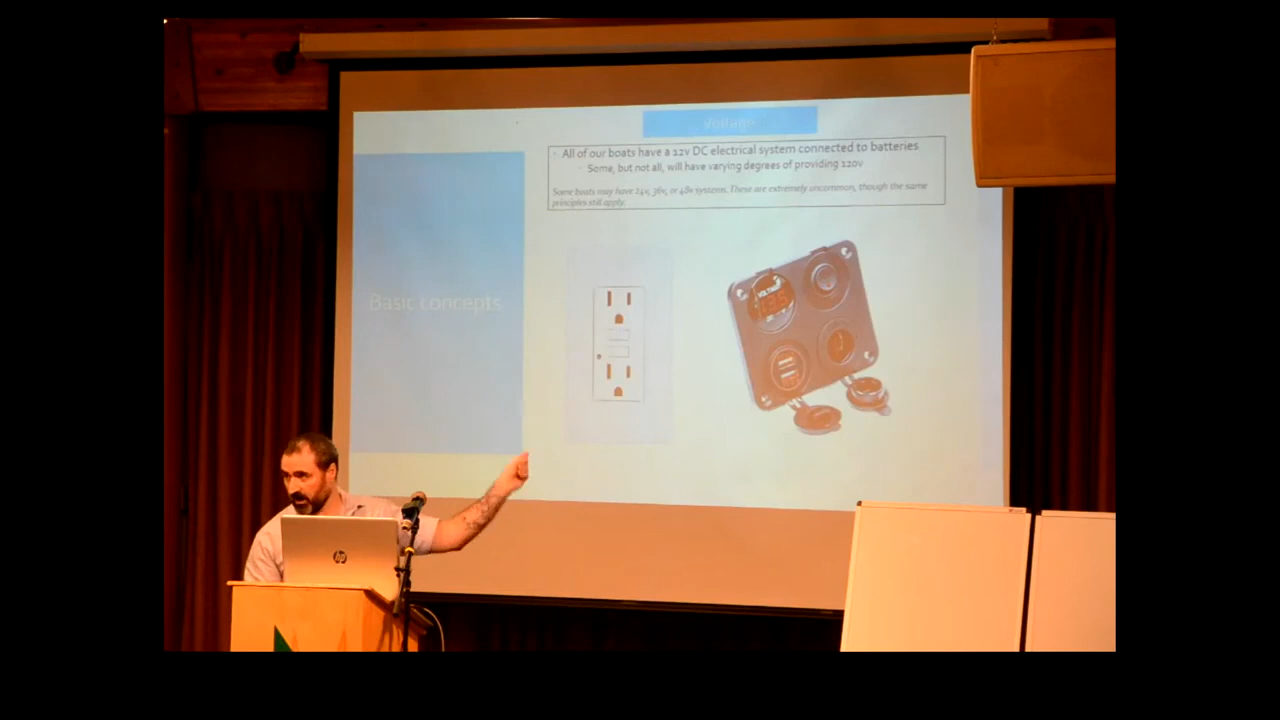 Voltage
All of our boats have a 12v DC electrical system connected to batteries
Some, but not all, will have varying degrees of providing 120v
Some boats may have 24v, 36v, or 48v systems. These are extremely uncommon, though the same
principles still apply.
Basic concepts
hp